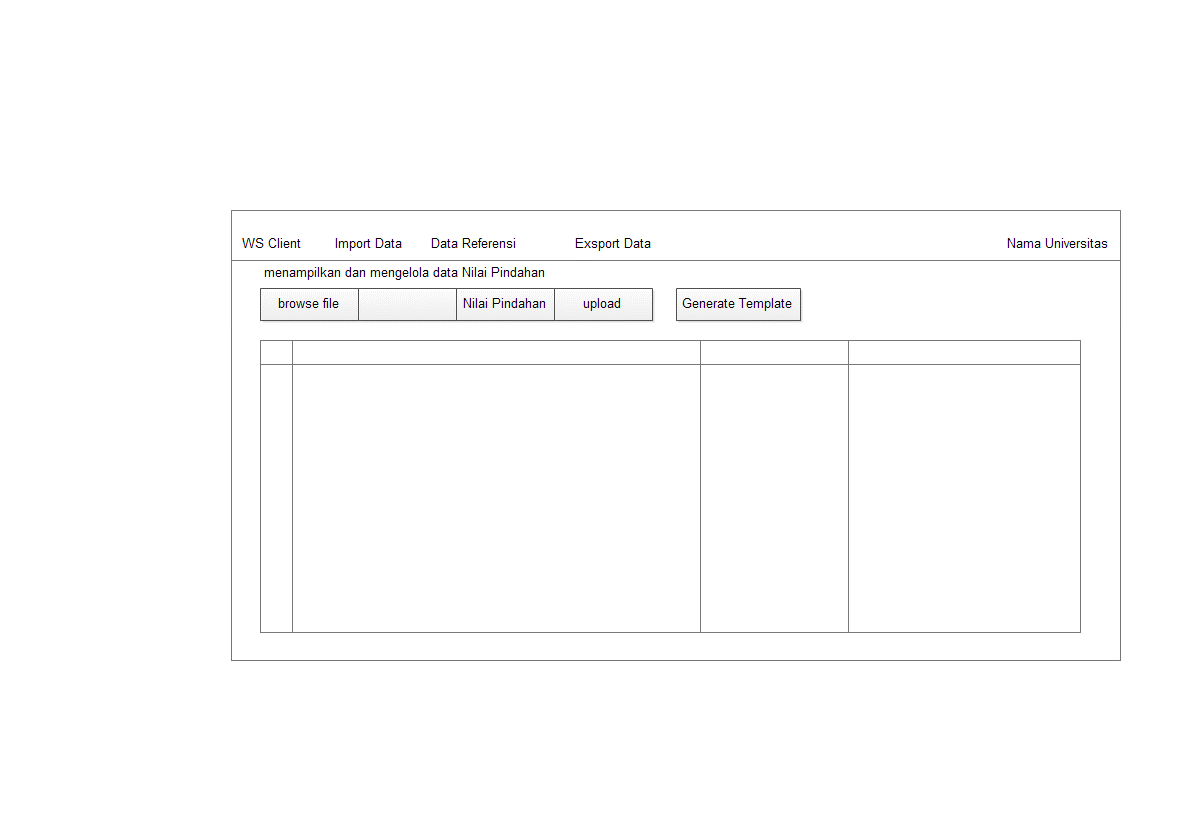 WS Client Import Data Data Referensi Exsport Data Nama Universitas
menampilkan dan mengelola data Nilai Pindahan
browse file Nilai Pindahan upload Generate Template